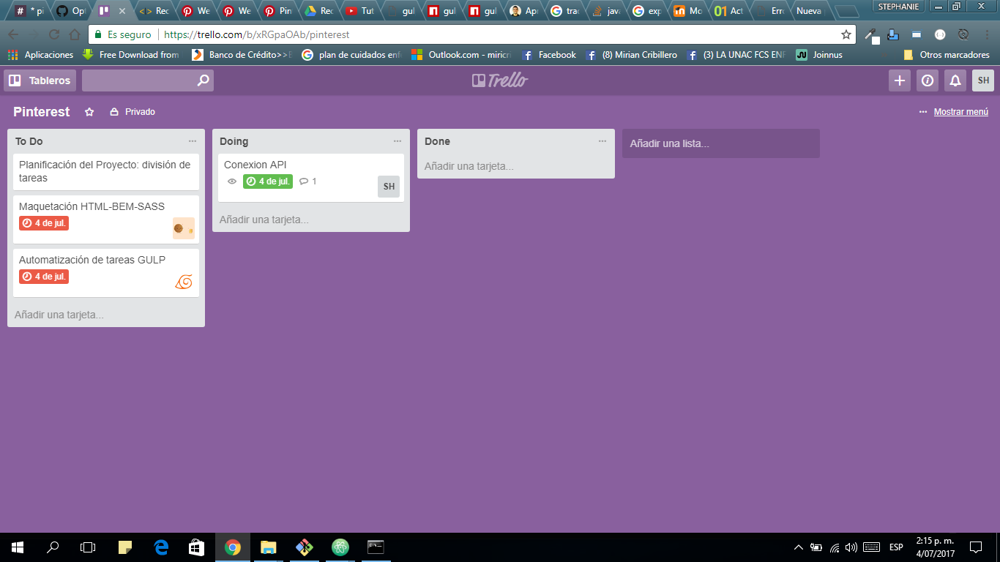 * pi
Opt
Rec
We
We
Pin
Rec
Tut
gul
gul
gul
Apr
trac
java
exp
Mo
Act
Erro
Nueva
STEPHANIE
Es seguro
https://trello.com/b/xRGpaOAb/pinterest
Aplicaciones
Free Download from
Banco de Crédito>>
plan de cuidados enf
Outlook.com - miricri
Facebook
(8) Mirian Cribillero
(3) LA UNAC FCS ENF
Joinnus
Otros marcadores
Tableros
Trello
SH
Pinterest
Privado
Mostrar menú
To Do
Planificación del Proyecto: división de
tareas
Maquetación HTML-BEM-SASS
4 de jul.
Automatización de tareas GULP
4 de jul.
Añadir una tarjeta...
Doing
Conexion API
4 de jul.
1
SH
Añadir una tarjeta...
Done
Añadir una tarjeta...
Añadir una lista...
ESP
2:15 p. m.
4/07/2017